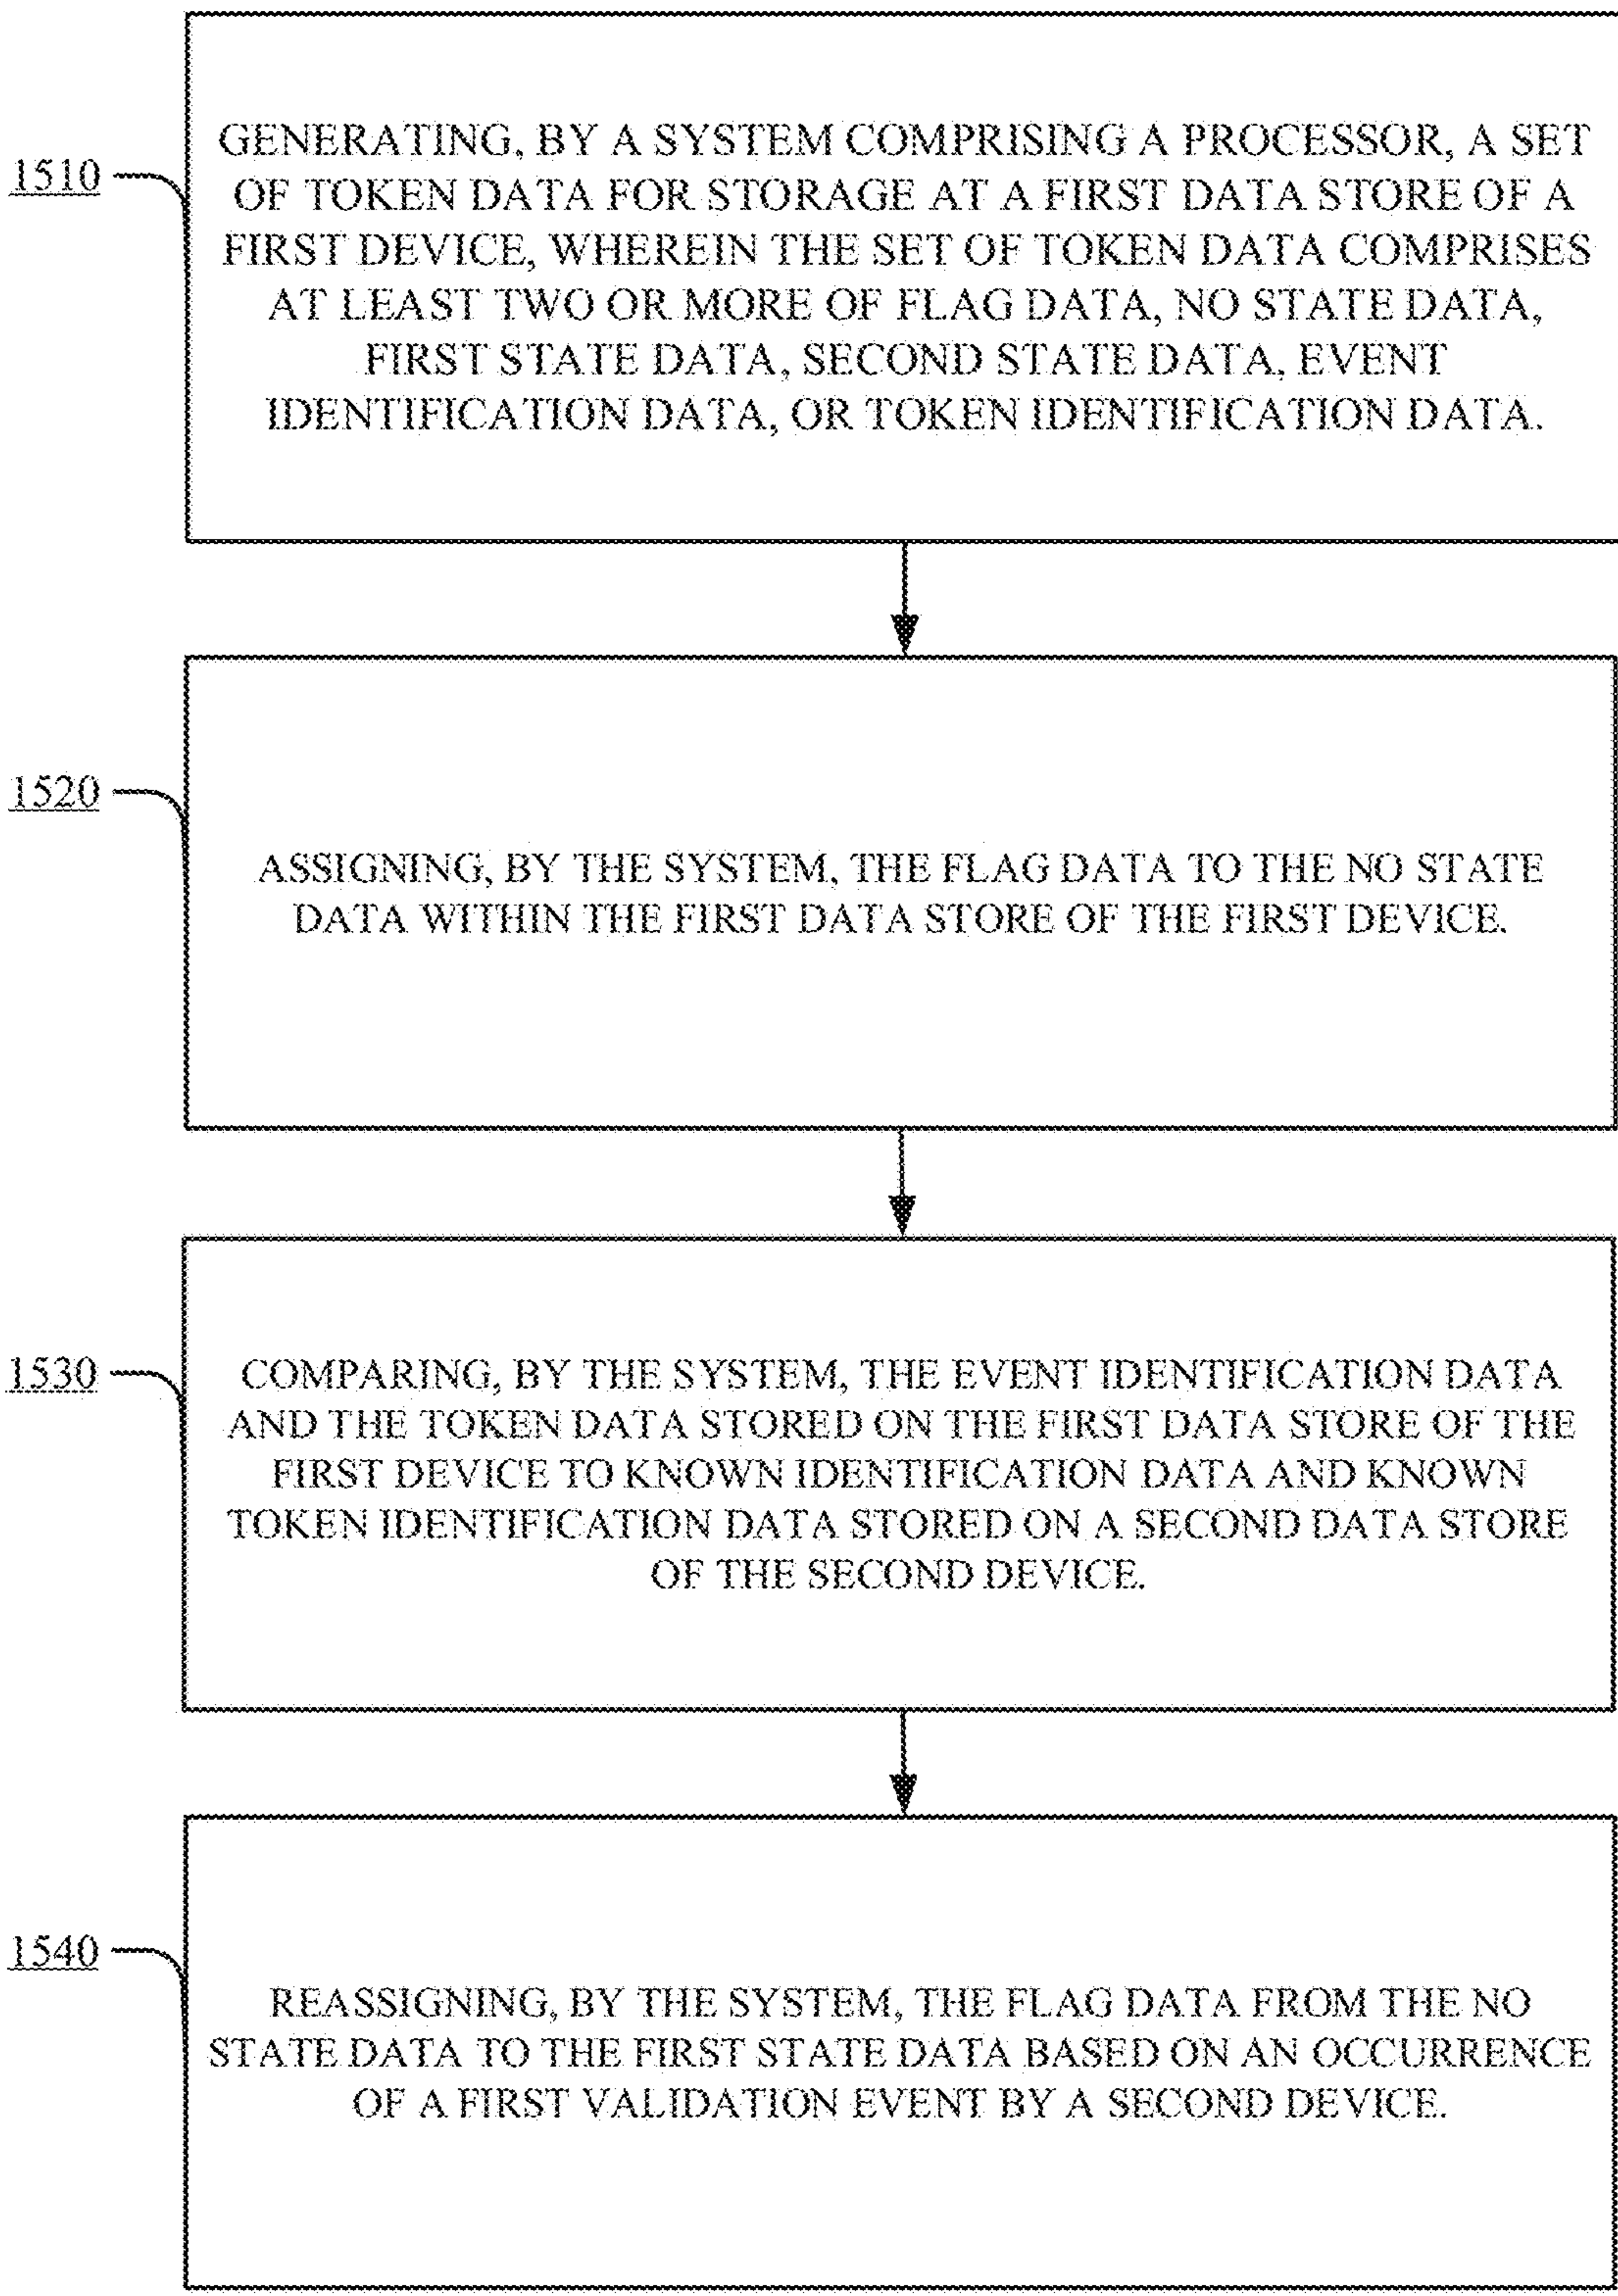 1510
GENERATING, BY A SYSTEM COMPRISING A PROCESSOR, A SET
OF TOKEN DATA FOR STORAGE AT A FIRST DATA STORE OF A
FIRST DEVICE, WHEREIN THE SET OF TOKEN DATA COMPRISES
AT LEAST TWO OR MORE OF FLAG DATA, NO STATE DATA,
FIRST STATE DATA, SECOND STATE DATA, EVENT
IDENTIFICATION DATA, OR TOKEN IDENTIFICATION DATA.
1520
ASSIGNING, BY THE SYSTEM, THE FLAG DATA TO THE NO STATE
DATA WITHIN THE FIRST DATA STORE OF THE FIRST DEVICE.
1530
COMPARING, BY THE SYSTEM, THE EVENT IDENTIFICATION DATA
AND THE TOKEN DATA STORED ON THE FIRST DATA STORE OF THE
FIRST DEVICE TO KNOWN IDENTIFICATION DATA AND KNOWN
TOKEN IDENTIFICATION DATA STORED ON A SECOND DATA STORE
OF THE SECOND DEVICE.
1540
REASSIGNING, BY THE SYSTEM, THE FLAG DATA FROM THE NO
STATE DATA TO THE FIRST STATE DATA BASED ON AN OCCURRENCE
OF A FIRST VALIDATION EVENT BY A SECOND DEVICE.